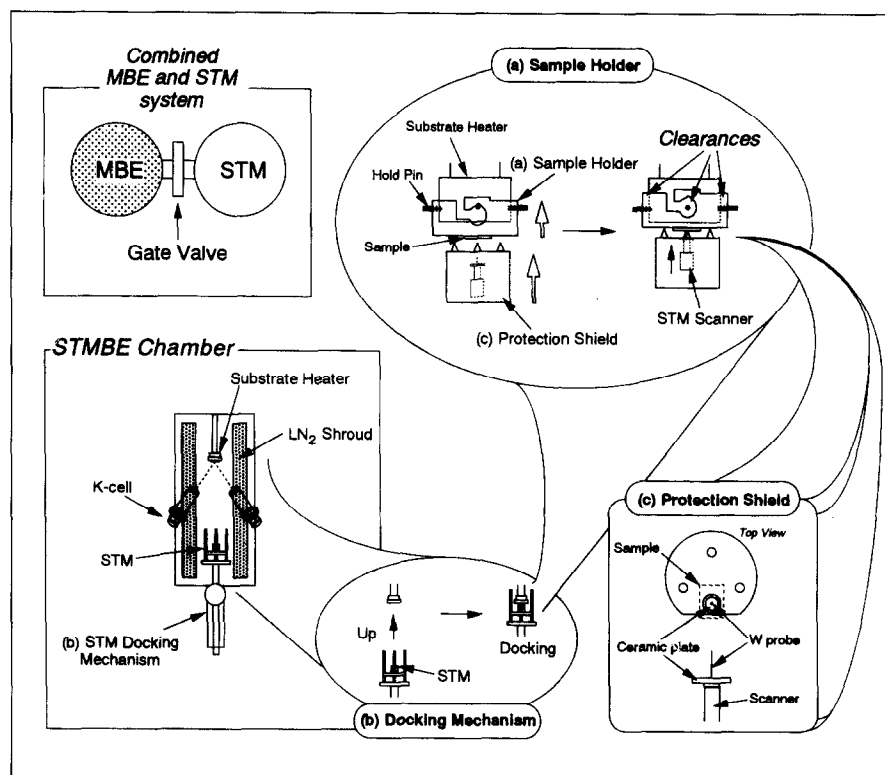 Combined
MBE and STM
system
MBE
STM
Gate Valve
(a) Sample Holder
Substrate Heater
Clearances
(a) Sample Holder
Hold Pin
Sample
STM Scanner
(c) Protection Shield
STMBE Chamber
Substrate Heater
LN2 Shroud
K-cell
STM
(b) STM Docking
Mechanism
Up
STM
Docking
(b) Docking Mechanism
(c) Protection Shield
Top View
Sample
Ceramic plate
W probe
Scanner